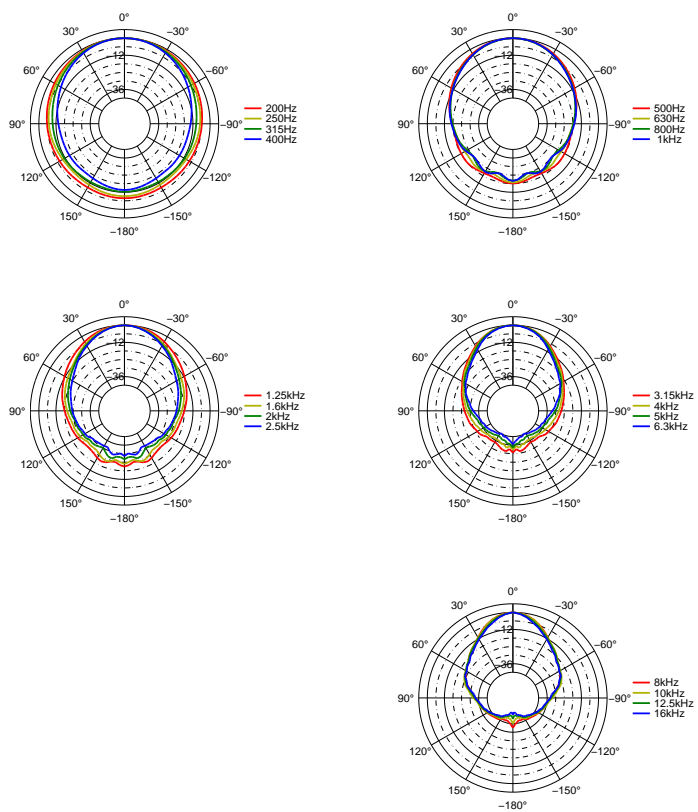 0°
30° −30°
60° −60°
90° −90°
120° −120°
150° −150°
−180°
−12
−36
200Hz
250Hz
315Hz
400Hz
0°
30° −30°
60° −60°
90° −90°
120° −120°
150° −150°
−180°
−12
−36
500Hz
630Hz
800Hz
1kHz
0°
30° −30°
60° −60°
90° −90°
120° −120°
150° −150°
−180°
−12
−36
1.25kHz
1.6kHz
2kHz
2.5kHz
0°
30° −30°
60° −60°
90° −90°
120° −120°
150° −150°
−180°
−12
−36
3.15kHz
4kHz
5kHz
6.3kHz
0°
30° −30°
60° −60°
90° −90°
120° −120°
150° −150°
−180°
−12
−36
8kHz
10kHz
12.5kHz
16kHz